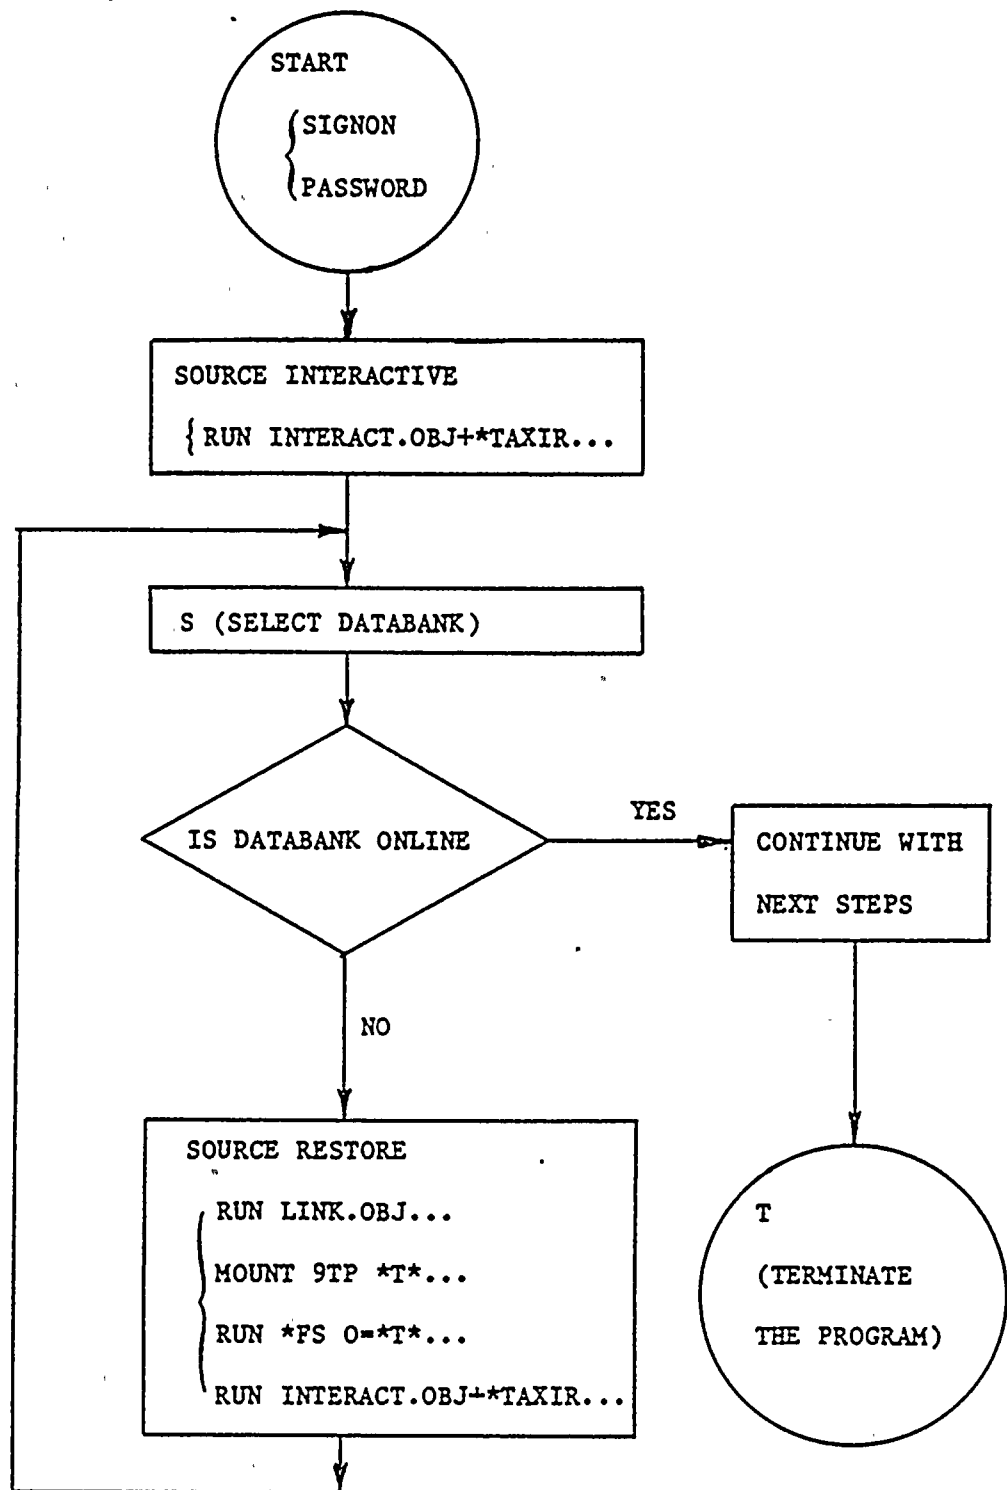 START
SIGNON
PASSWORD
SOURCE INTERACTIVE
{RUN INTERACT.OBJ+*TAXIR...
S (SELECT DATABANK)
IS DATABANK ONLINE
YES
CONTINUE WITH
NEXT STEPS
NO
SOURCE RESTORE
RUN LINK.OBJ...
MOUNT 9TP *T*...
RUN *FS O=*T*...
RUN INTERACT.OBJ+*TAXIR...
T
(TERMINATE
THE PROGRAM)